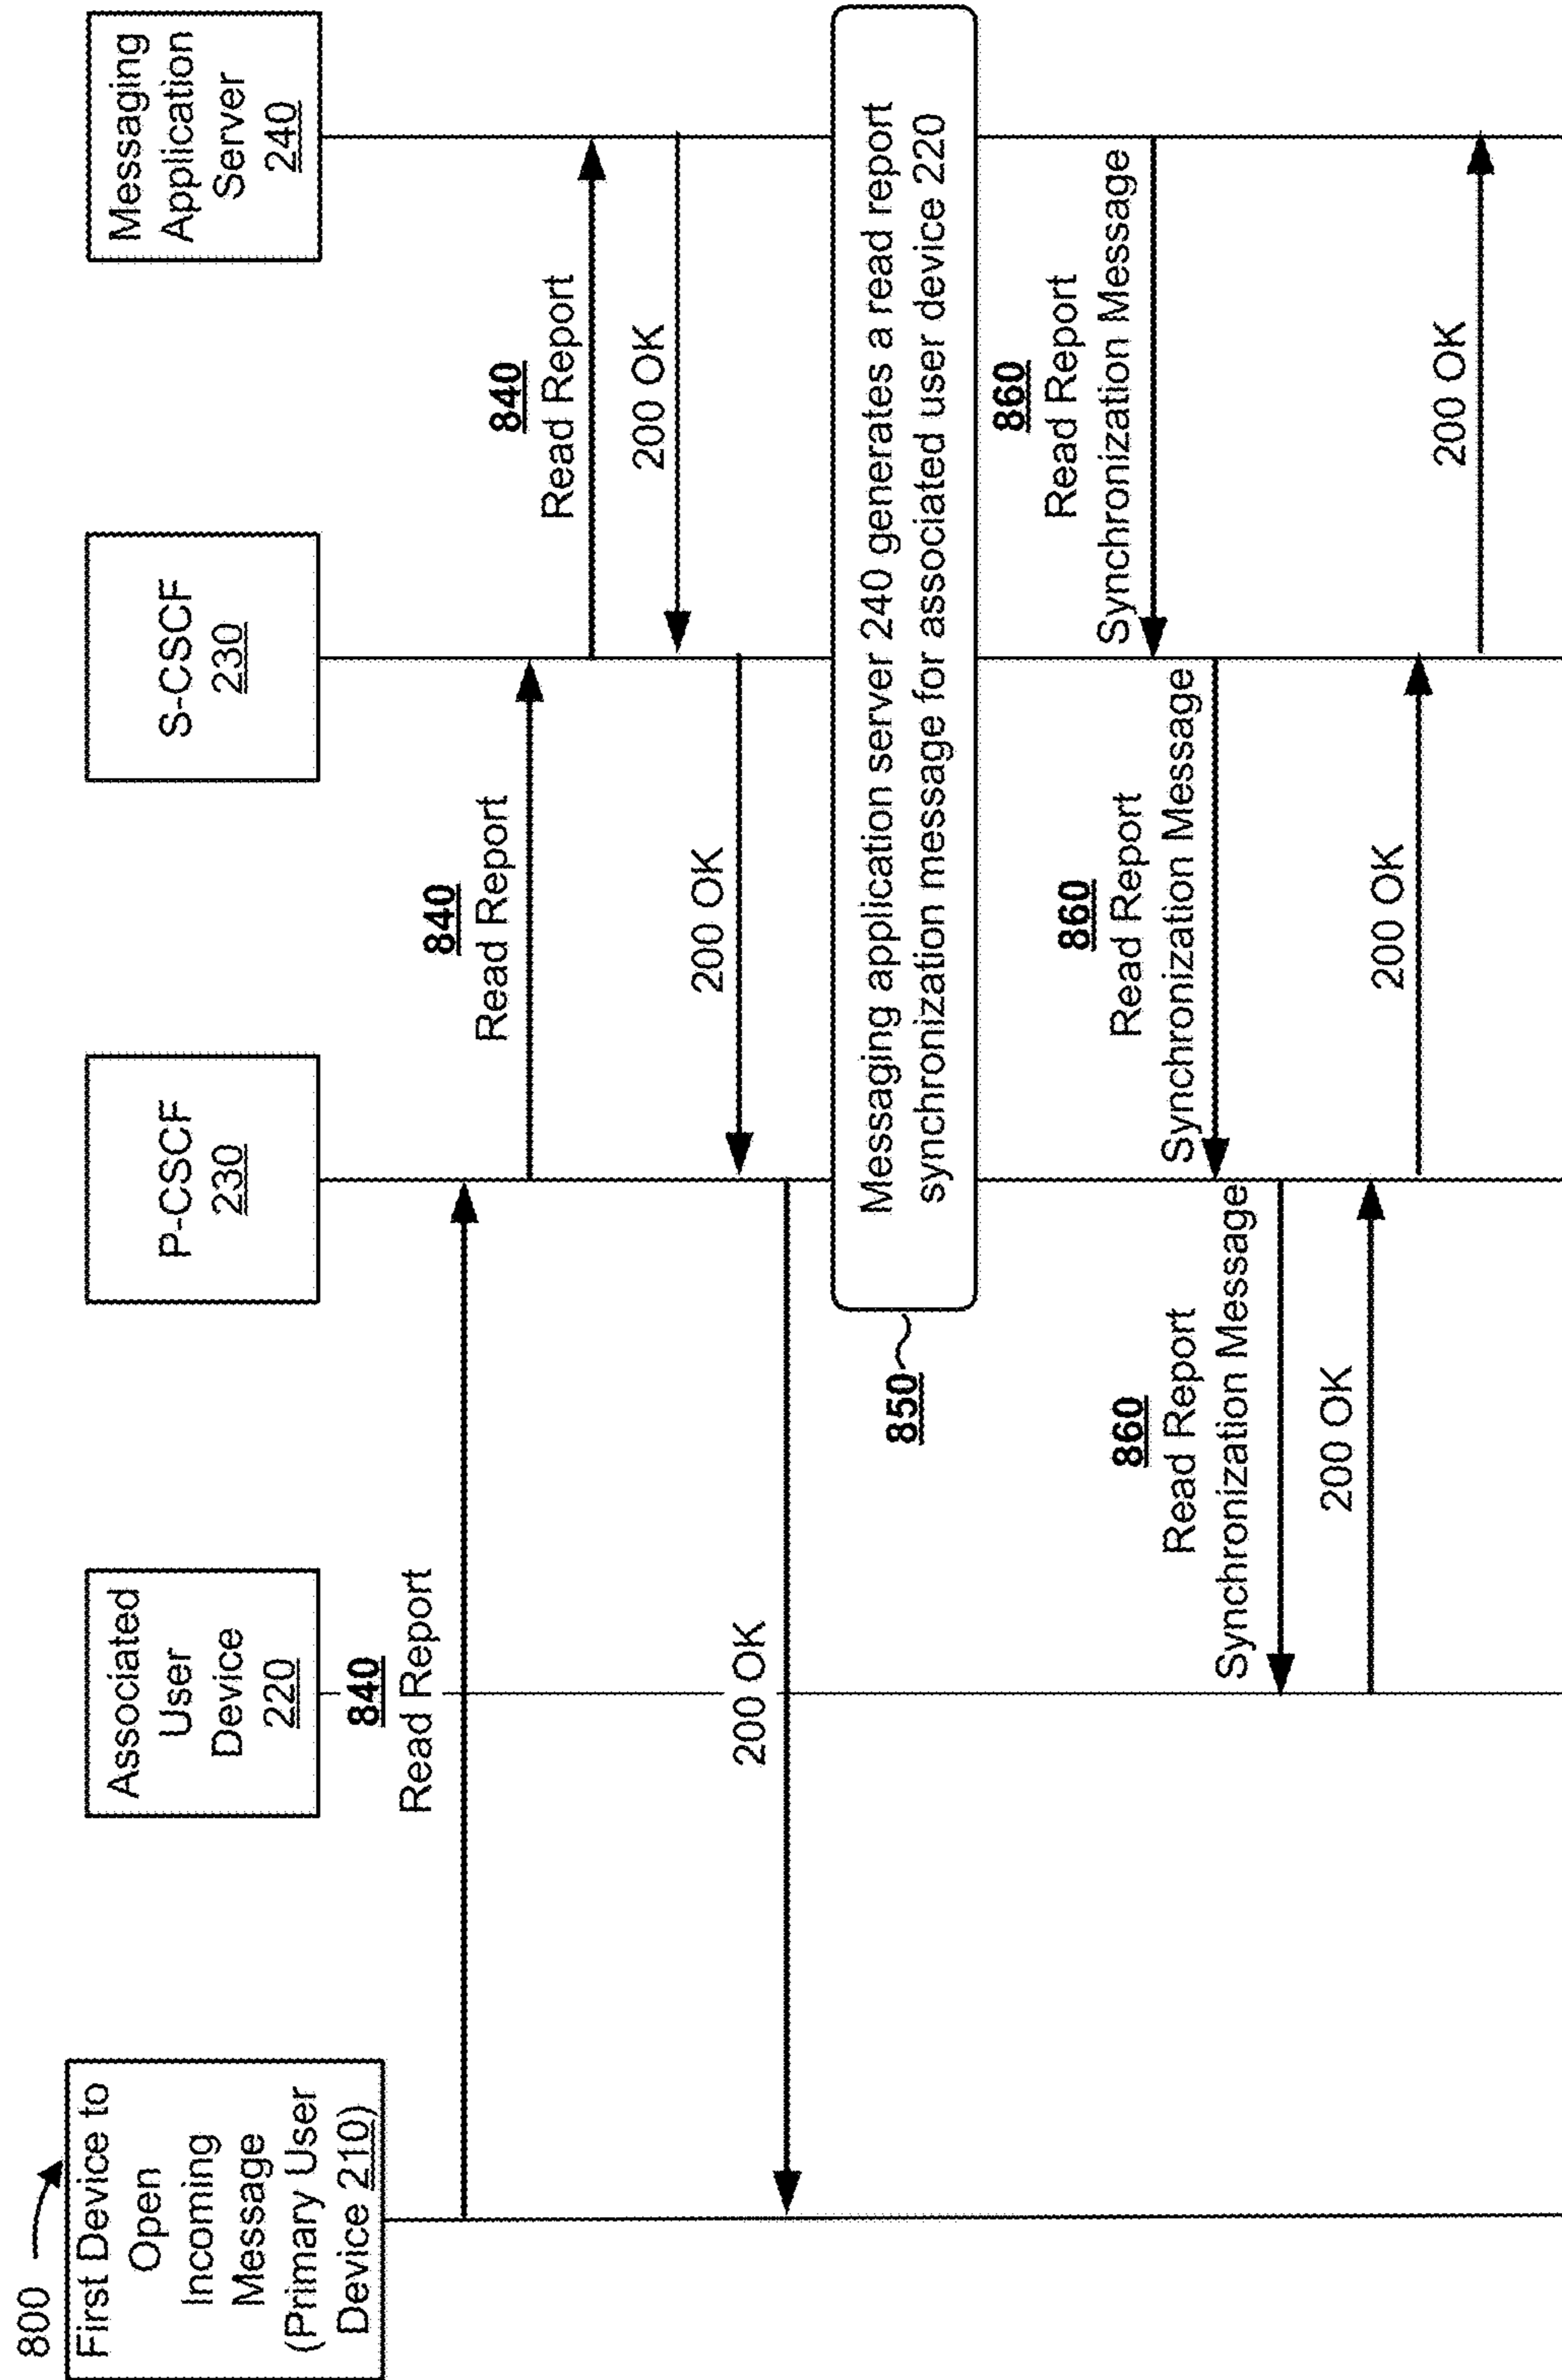 800
First Device to
Open
Incoming
Message
(Primary User
Device 210)
Associated
User
Device
220
P-CSCF
230
S-CSCF
230
Messaging
Application
Server
240
840
Read Report
840
Read Report
840
Read Report
200 OK
200 OK
200 OK
850
Messaging application server 240 generates a read report
synchronization message for associated user device 220
860
Read Report
Synchronization Message
860
Read Report
Synchronization Message
860
Read Report
Synchronization Message
200 OK
200 OK
200 OK